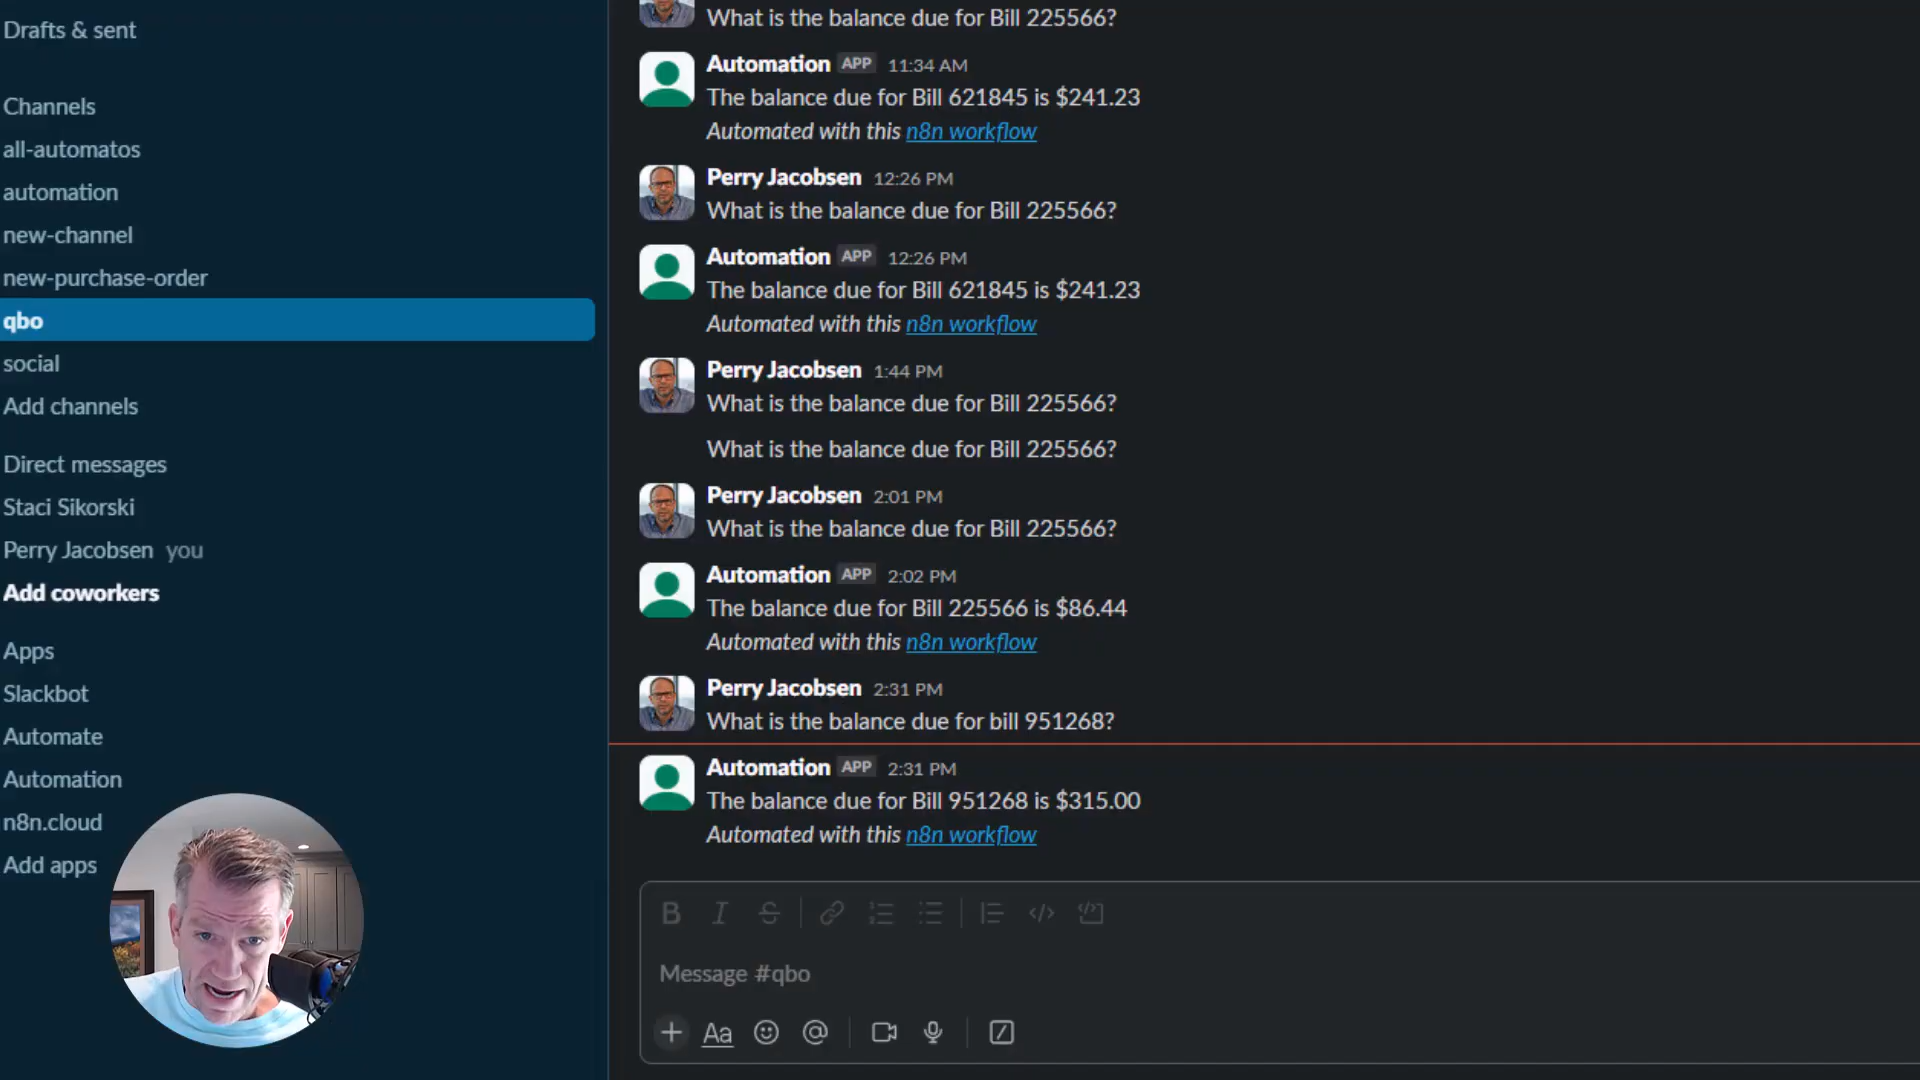 Drafts & sent
Channels
all-automatos
automation
new-channel
new-purchase-order
qbo
social
Add channels
Direct messages
Staci Sikorski
Perry Jacobsen you
Add coworkers
Apps
Slackbot
Automate
Automation
n8n.cloud
Add apps
What is the balance due for Bill 225566?
Automation APP 11:34 AM
The balance due for Bill 621845 is $241.23
Automated with this n8n workflow
Perry Jacobsen 12:26 PM
What is the balance due for Bill 225566?
Automation APP 12:26 PM
The balance due for Bill 621845 is $241.23
Automated with this n8n workflow
Perry Jacobsen 1:44 PM
What is the balance due for Bill 225566?
What is the balance due for Bill 225566?
Perry Jacobsen 2:01 PM
What is the balance due for Bill 225566?
Automation APP 2:02 PM
The balance due for Bill 225566 is $86.44
Automated with this n8n workflow
Perry Jacobsen 2:31 PM
What is the balance due for bill 951268?
Automation APP 2:31 PM
The balance due for Bill 951268 is $315.00
Automated with this n8n workflow
B I S
Message #qbo
Aa @